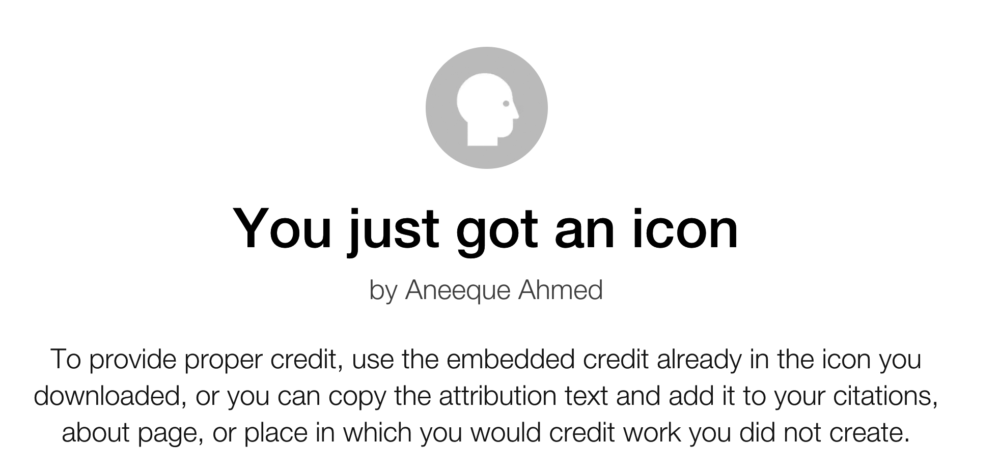 You just got an icon
by Aneeque Ahmed
To provide proper credit, use the embedded credit already in the icon you
downloaded, or you can copy the attribution text and add it to your citations,
about page, or place in which you would credit work you did not create.